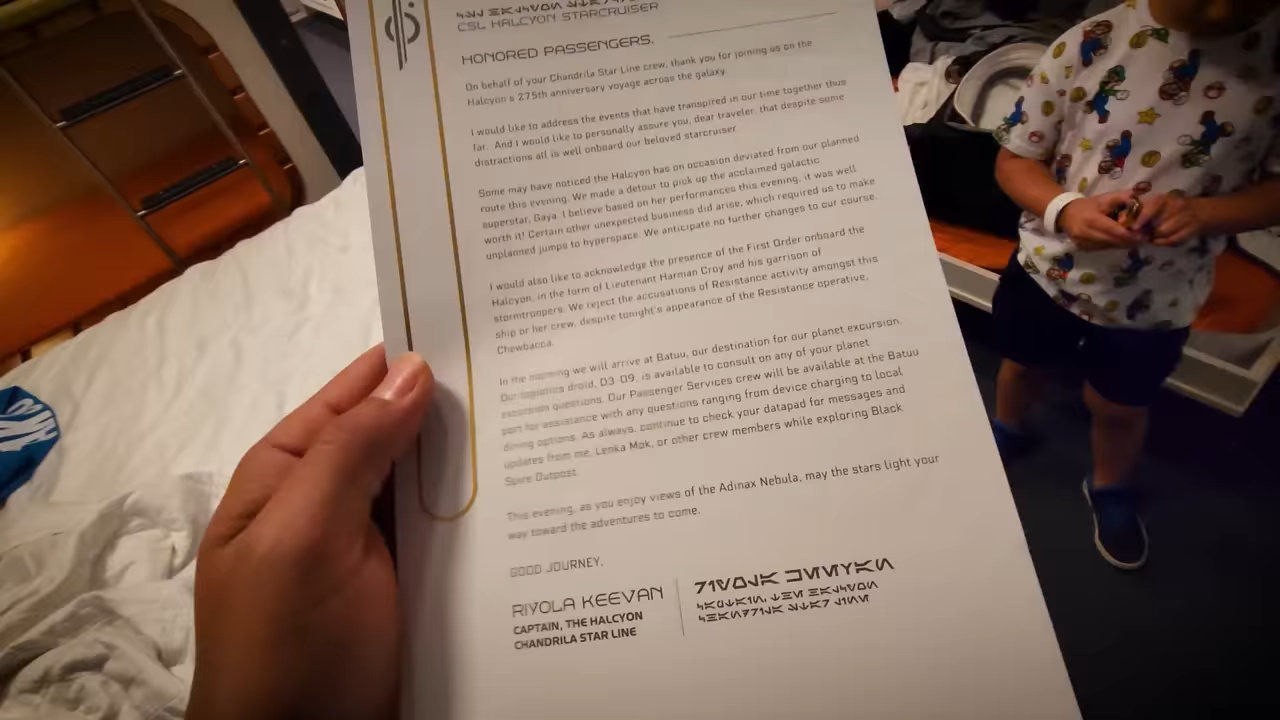 CSL HALCYON STARCRUISER
HONORED PASSENGERS,
On behalf of your Chandrila Star Line crew, thank you for joining us on the
Halcyon's 275th anniversary voyage across the galaxy.
I would like to address the events that have transpired in our time together thus
far. And I would like to personally assure you, dear traveler, that despite some
distractions all is well onboard our beloved starcruiser.
Some may have noticed the Halcyon has on occasion deviated from our planned
route this evening. We made a detour to pick up the acclaimed galactic
superstar, Gaya. I believe based on her performances this evening, it was well
worth it! Certain other unexpected business did arise, which required us to make
unplanned jumps to hyperspace. We anticipate no further changes to our course.
I would also like to acknowledge the presence of the First Order onboard the
Halcyon, in the form of Lieutenant Harman Croy and his garrison of
stormtroopers. We reject the accusations of Resistance activity amongst this
ship or her crew, despite tonight's appearance of the Resistance operative,
Chewbacca.
In the morning we will arrive at Batuu, our destination for our planet excursion.
Our logistics droid, D3-09, is available to consult on any of your planet
excursion questions. Our Passenger Services crew will be available at the Batuu
port for assistance with any questions ranging from device charging to local
dining options. As always, continue to check your datapad for messages and
updates from me, Lenka Mok, or other crew members while exploring Black
Spire Outpost.
This evening, as you enjoy views of the Adinax Nebula, may the stars light your
way toward the adventures to come.
GOOD JOURNEY,
RIYOLA KEEVAN
CAPTAIN, THE HALCYON
CHANDRILA STAR LINE